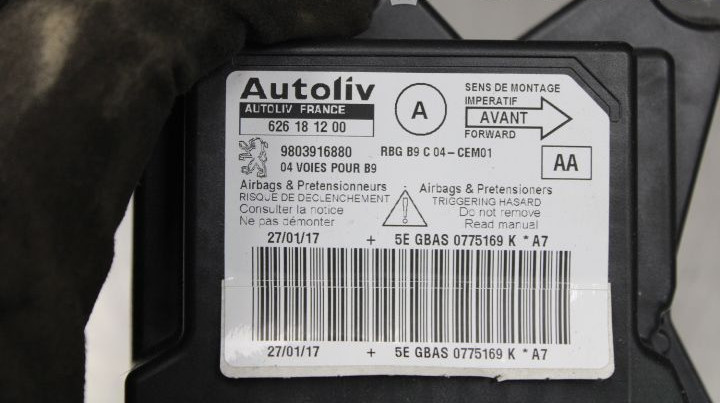 Autoliv
AUTOLIV FRANCE
626 18 12 00
A
SENS DE MONTAGE
IMPERATIF
AVANT
FORWARD
9803916880 RBG B9 C 04-CEM01
04 VOIES POUR B9
AA
Airbags & Pretensionneurs
RISQUE DE DECLENCHEMENT
Consulter la notice
Ne pas démonter
Airbags & Pretensioners
TRIGGERING HASARD
Do not remove
Read manual
27/01/17 + 5E GBAS 0775169 K * A7
27/01/17 + 5E GBAS 0775169 K * A7